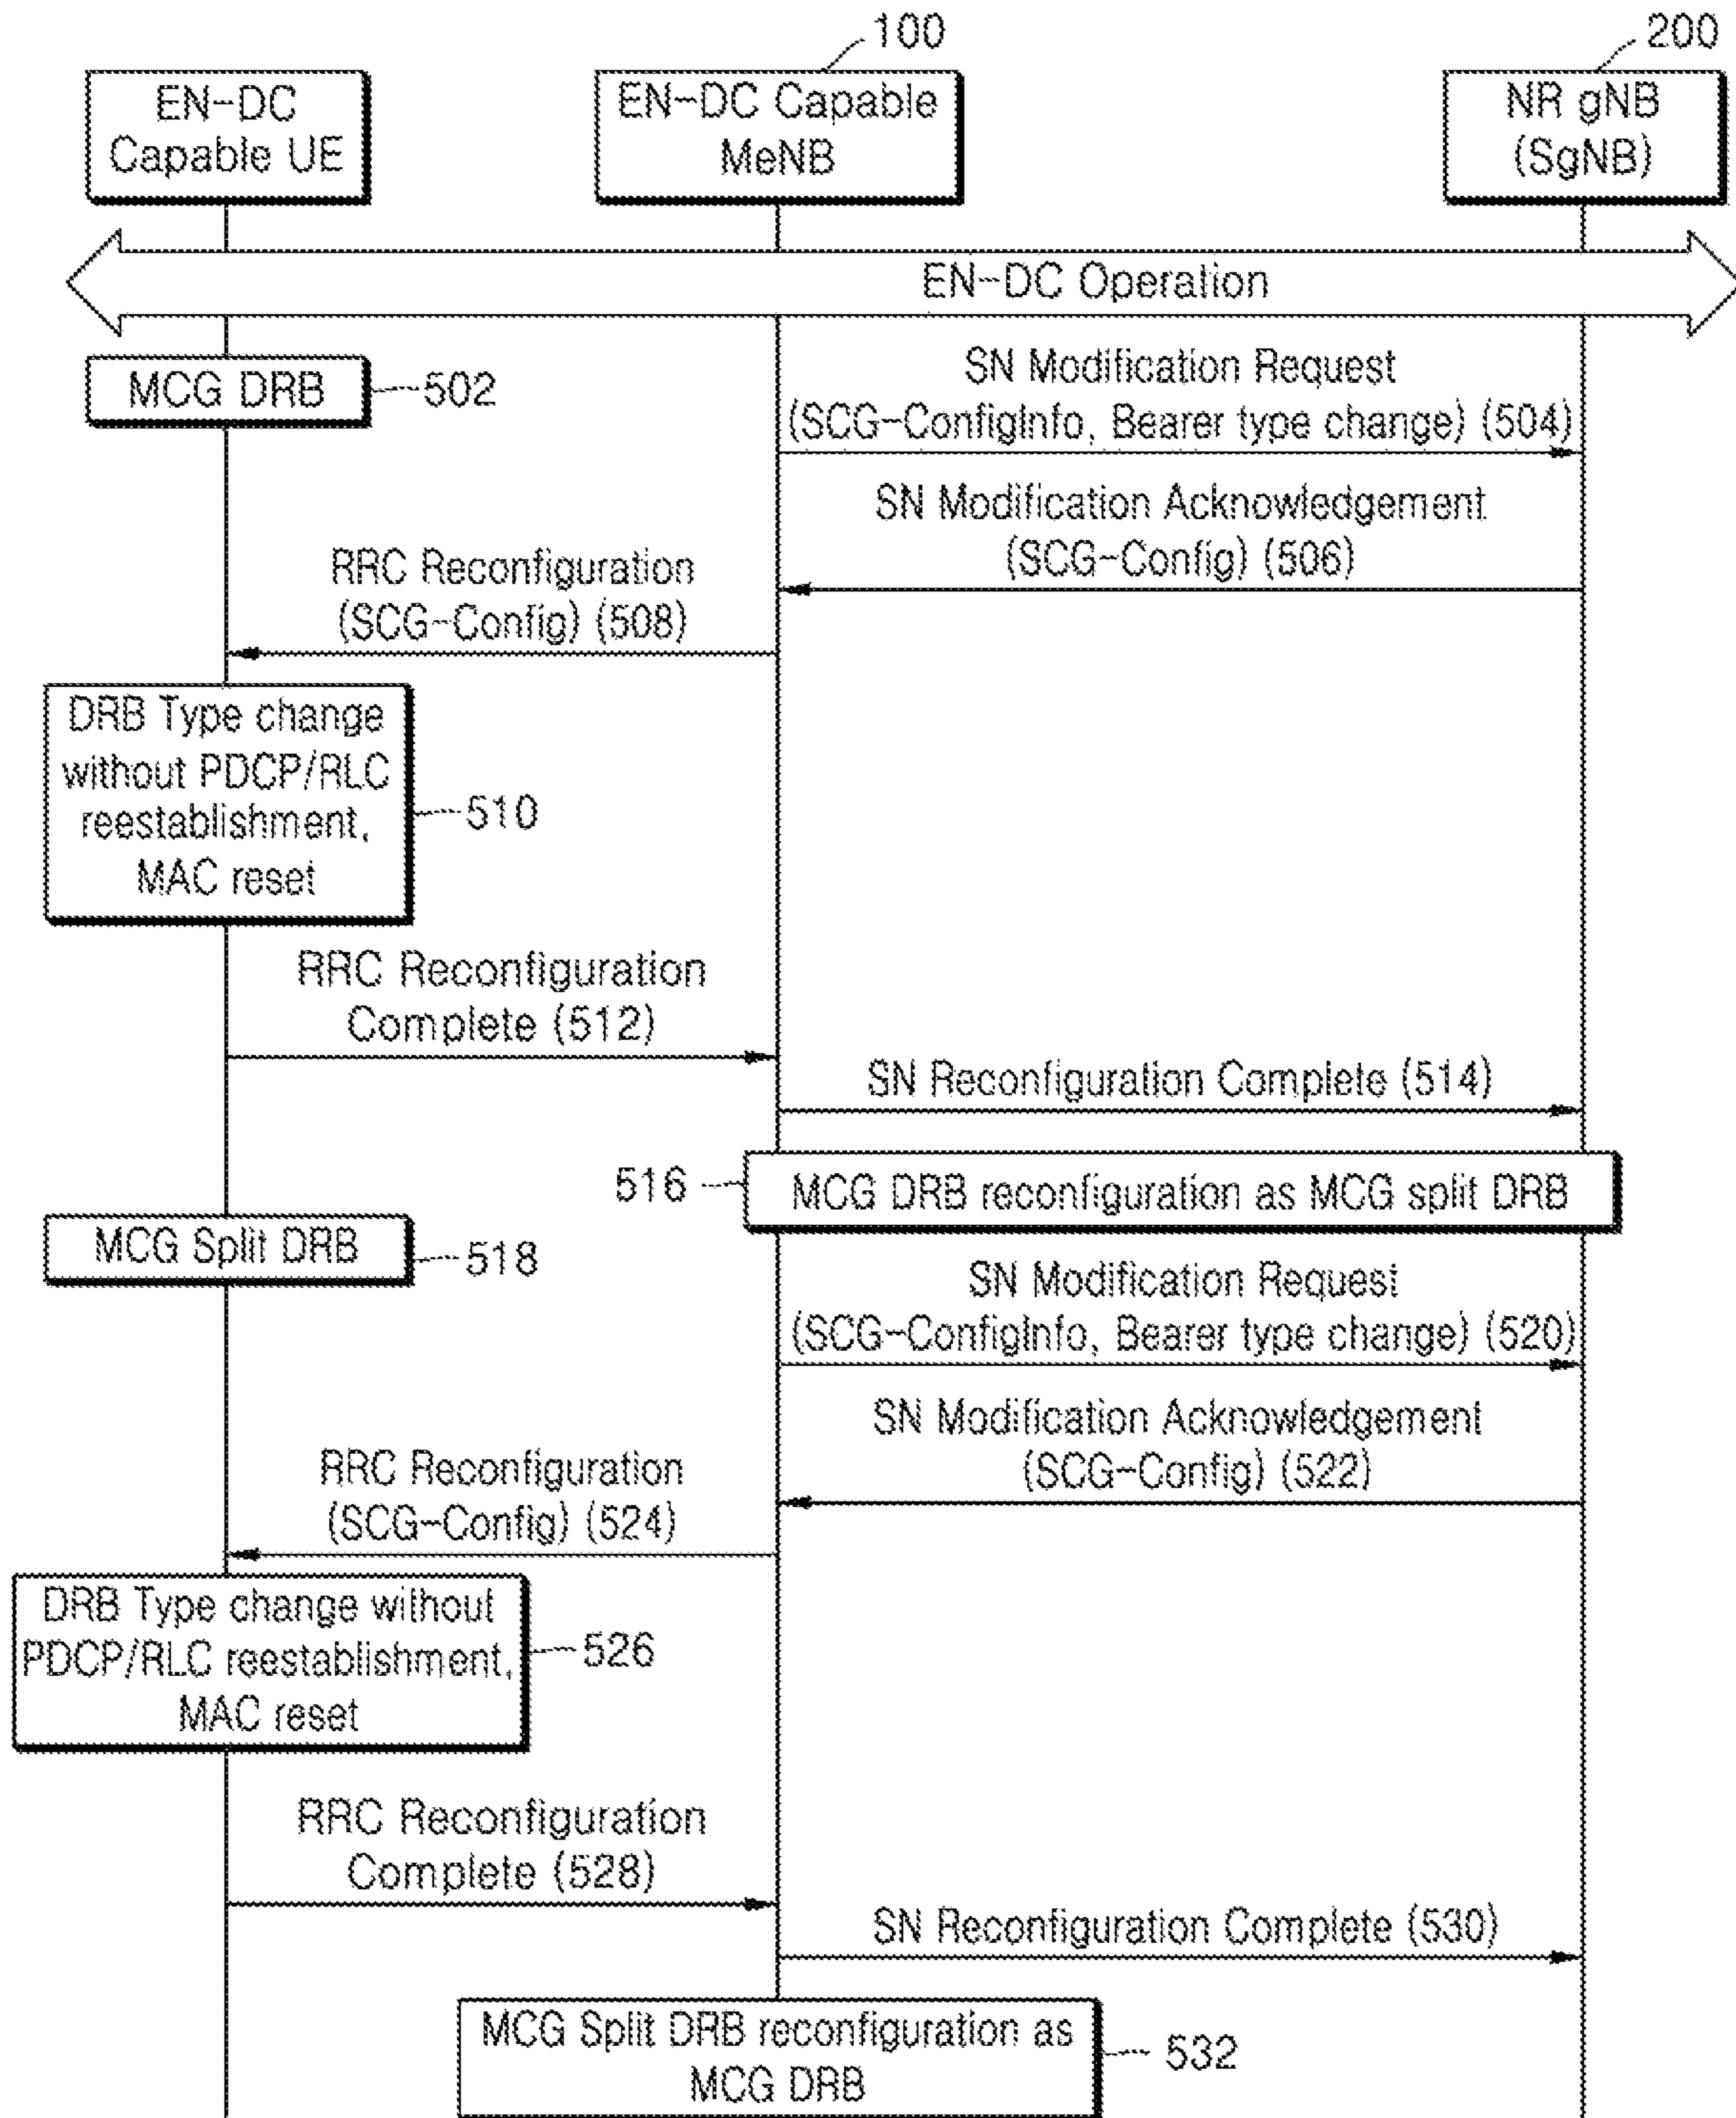 100
200
EN-DC
Capable UE
EN-DC Capable
MeNB
NR gNB
(SgNB)
EN-DC Operation
MCG DRB
502
SN Modification Request
(SCG-ConfigInfo, Bearer type change) (504)
SN Modification Acknowledgement
(SCG-Config) (506)
RRC Reconfiguration
(SCG-Config) (508)
DRB Type change
without PDCP/RLC
reestablishment,
MAC reset
510
RRC Reconfiguration
Complete (512)
SN Reconfiguration Complete (514)
516
MCG DRB reconfiguration as MCG split DRB
MCG Split DRB
518
SN Modification Request
(SCG-ConfigInfo, Bearer type change) (520)
SN Modification Acknowledgement
(SCG-Config) (522)
RRC Reconfiguration
(SCG-Config) (524)
DRB Type change without
PDCP/RLC reestablishment,
MAC reset
526
RRC Reconfiguration
Complete (528)
SN Reconfiguration Complete (530)
MCG Split DRB reconfiguration as
MCG DRB
532